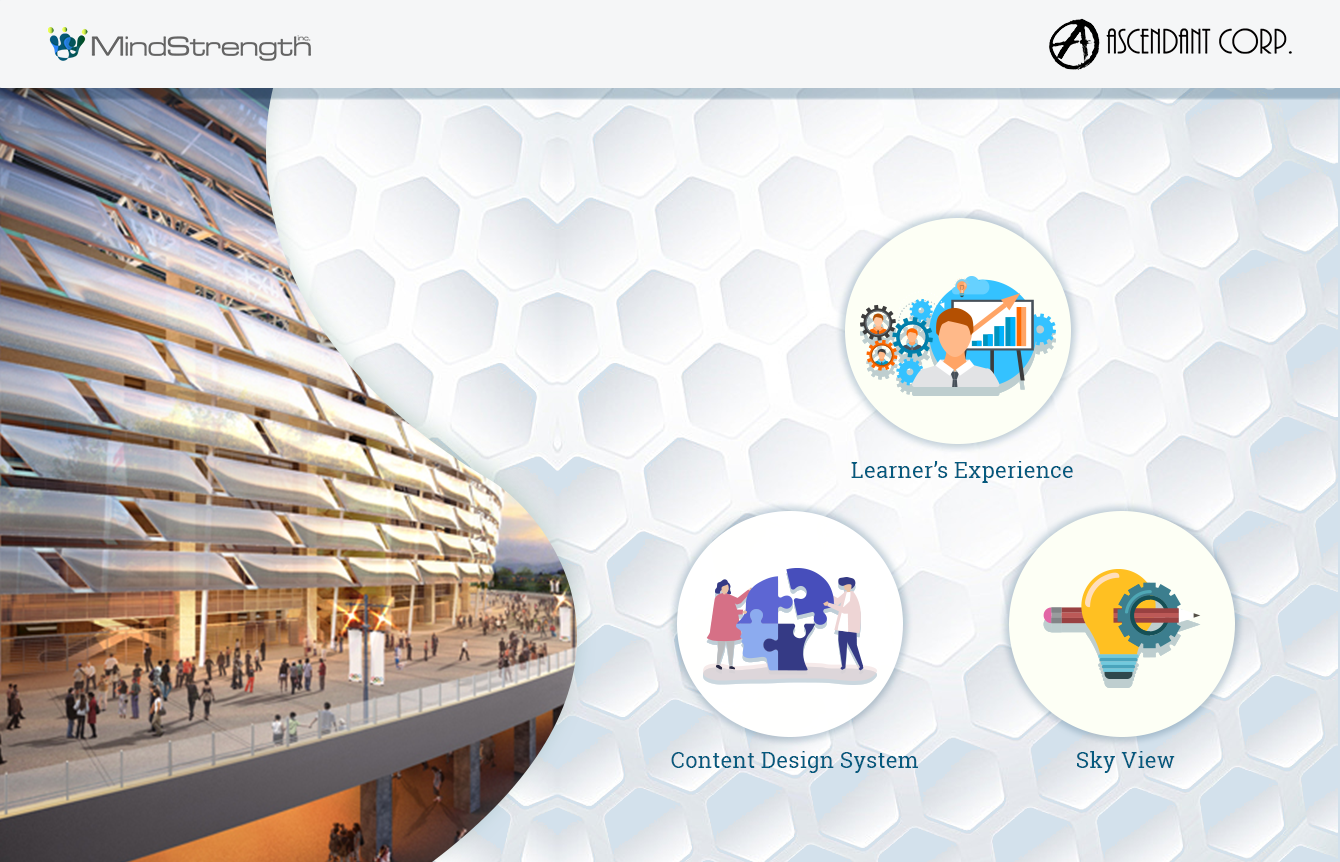 MindStrength inc.
ASCENDANT CORP.
Learner’s Experience
Content Design System
Sky View